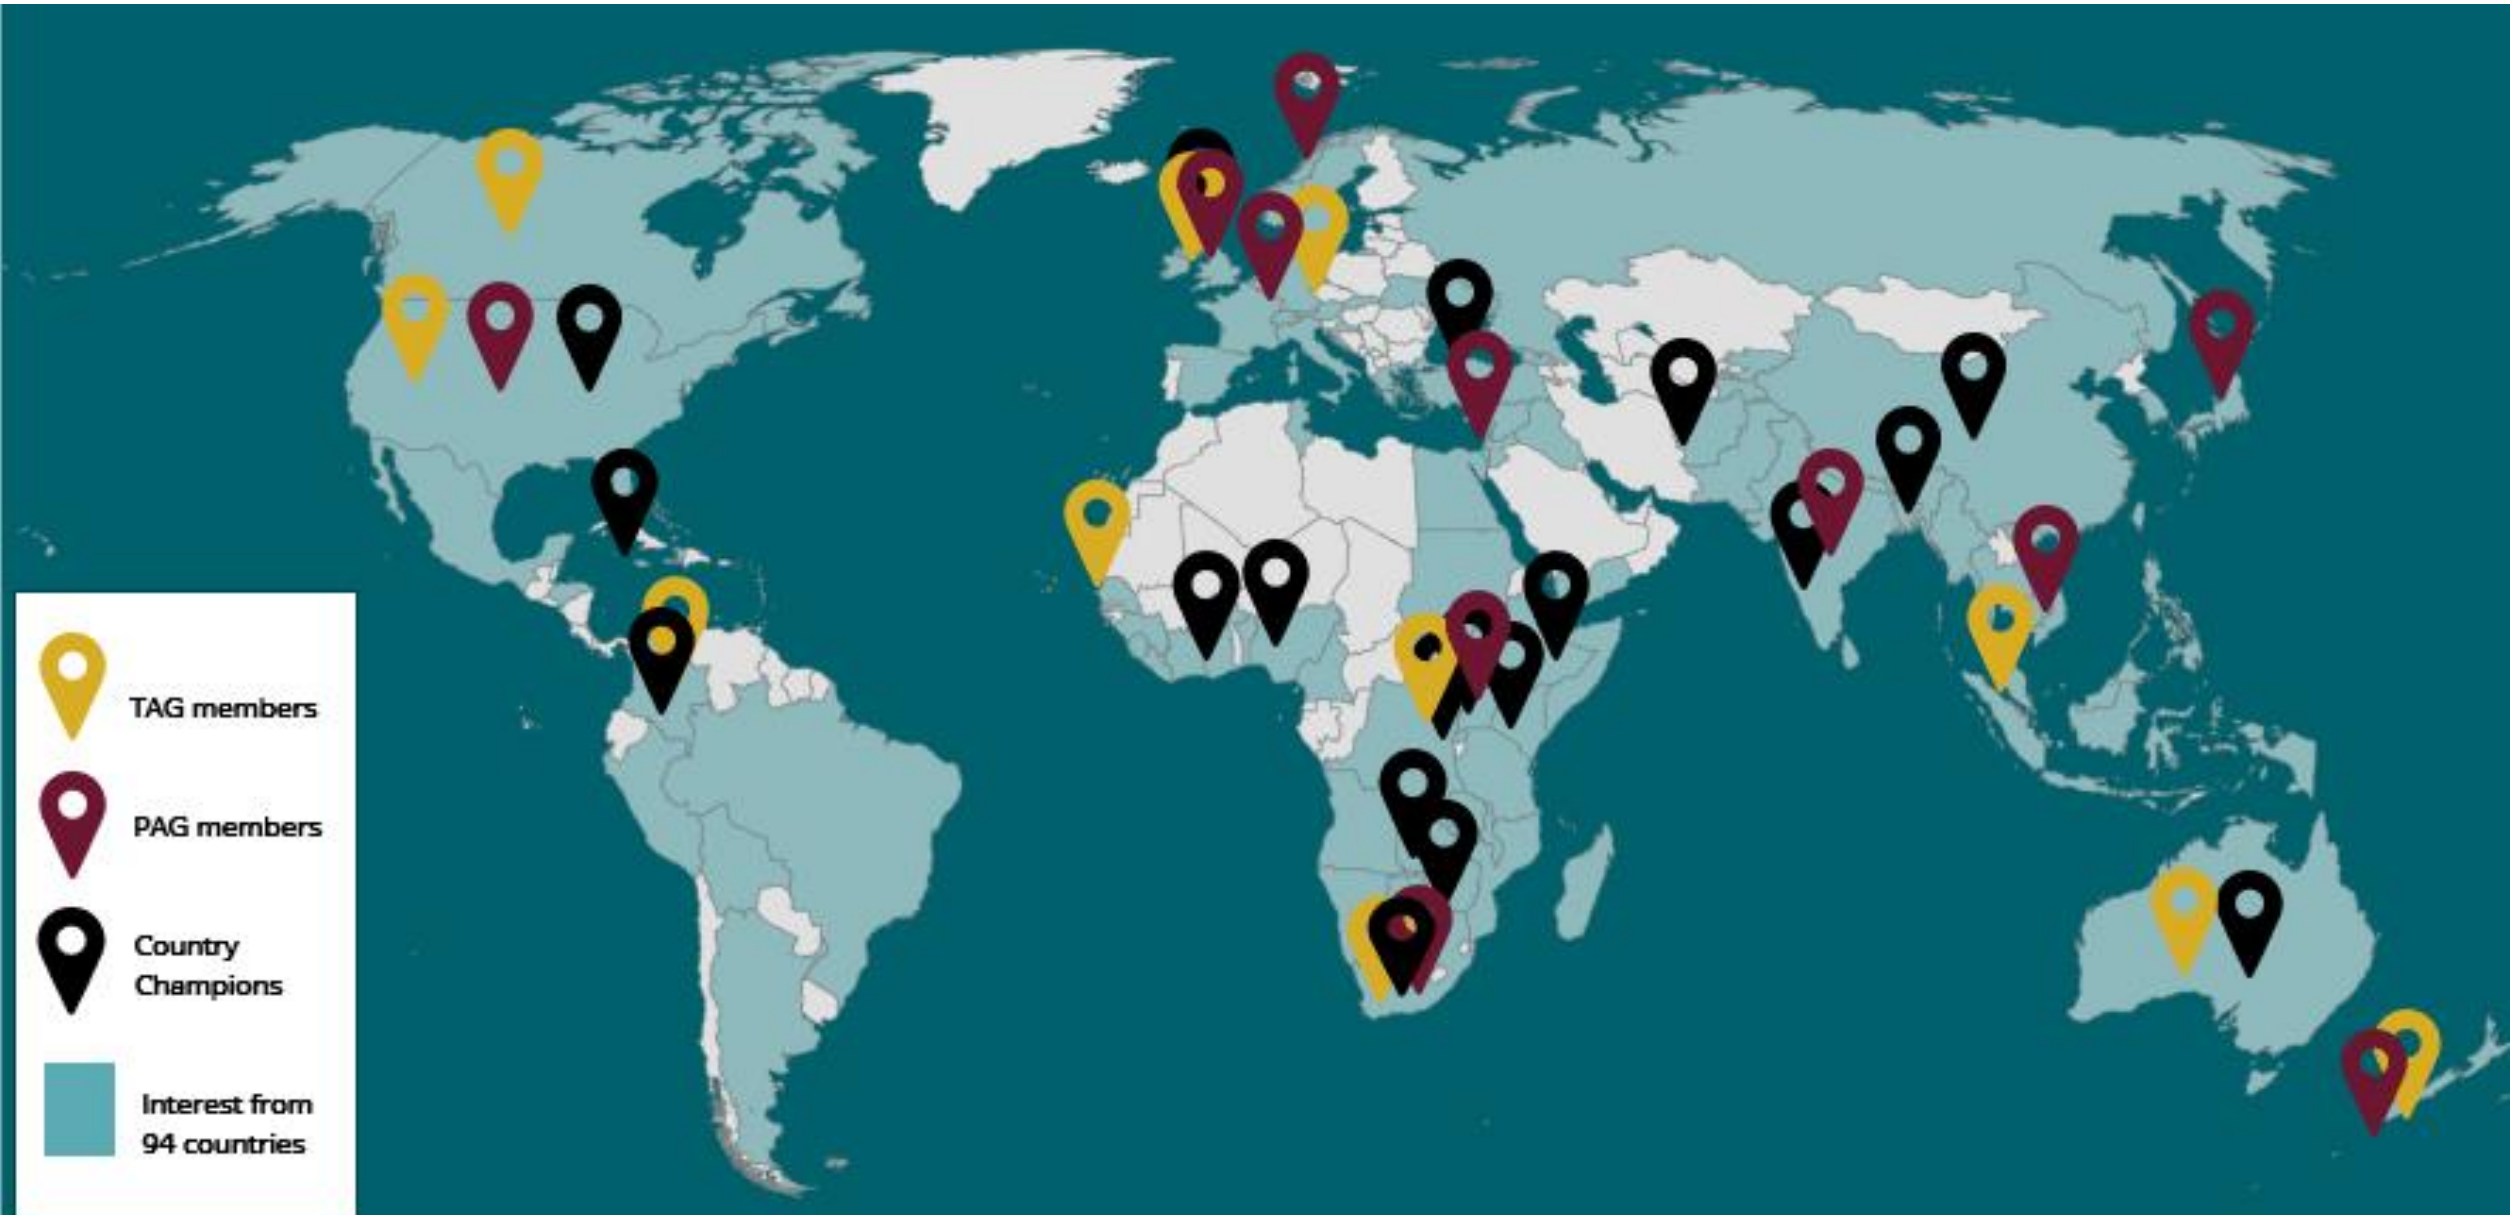 TAG members
PAG members
Country
Champions
Interest from
94 countries